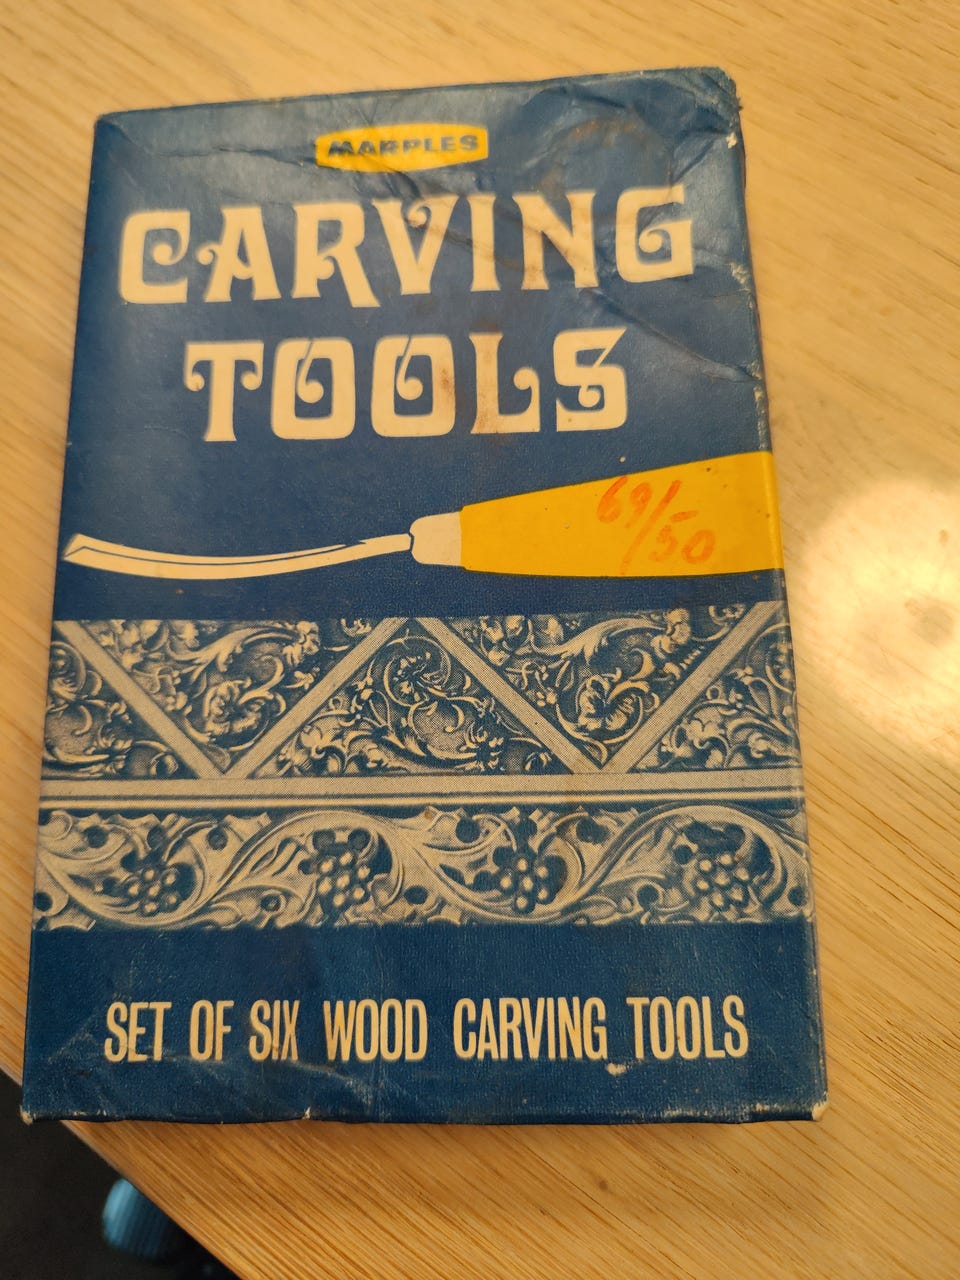 MARPLES
CARVING
TOOLS
69/50
SET OF SIX WOOD CARVING TOOLS